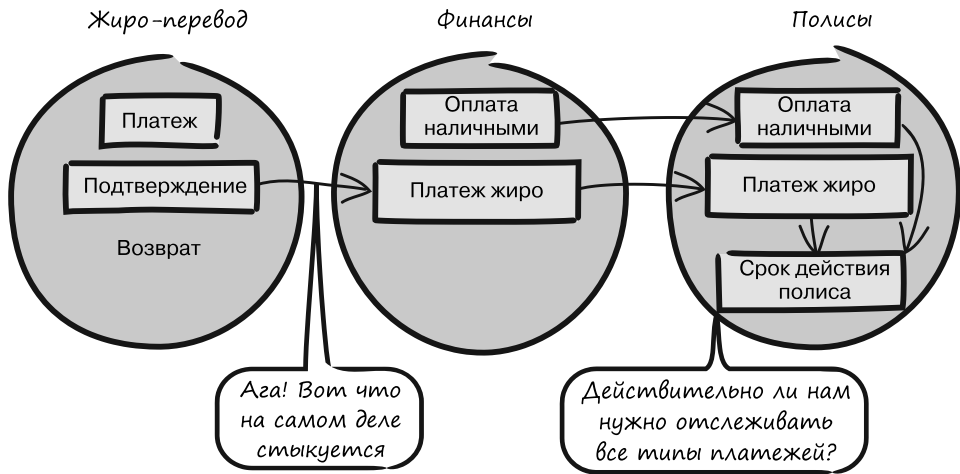 Жиро-перевод
Финансы
Полисы
Платеж
Подтверждение
Возврат
Оплата
наличными
Платеж жиро
Оплата
наличными
Платеж жиро
Срок действия
полиса
Ага! Вот что
на самом деле
стыкуется
Действительно ли нам
нужно отслеживать
все типы платежей?